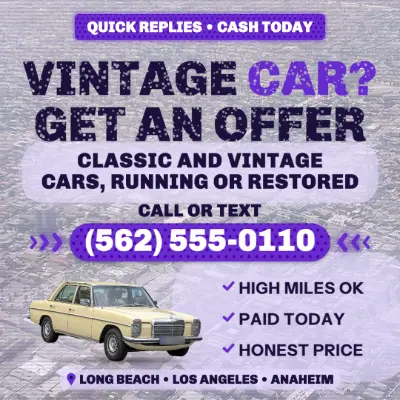 QUICK REPLIES • CASH TODAY
VINTAGE CAR?
GET AN OFFER
CLASSIC AND VINTAGE
CARS, RUNNING OR RESTORED
CALL OR TEXT
(562) 555-0110
HIGH MILES OK
PAID TODAY
HONEST PRICE
LONG BEACH • LOS ANGELES • ANAHEIM